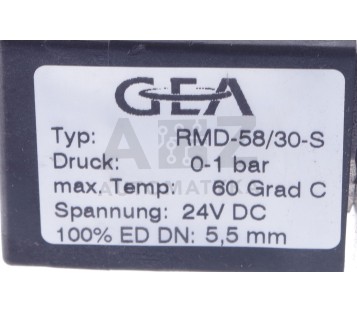 GEA
Typ: RMD-58/30-S
Druck: 0-1 bar
max. Temp: 60 Grad C
Spannung: 24V DC
100% ED DN: 5,5 mm